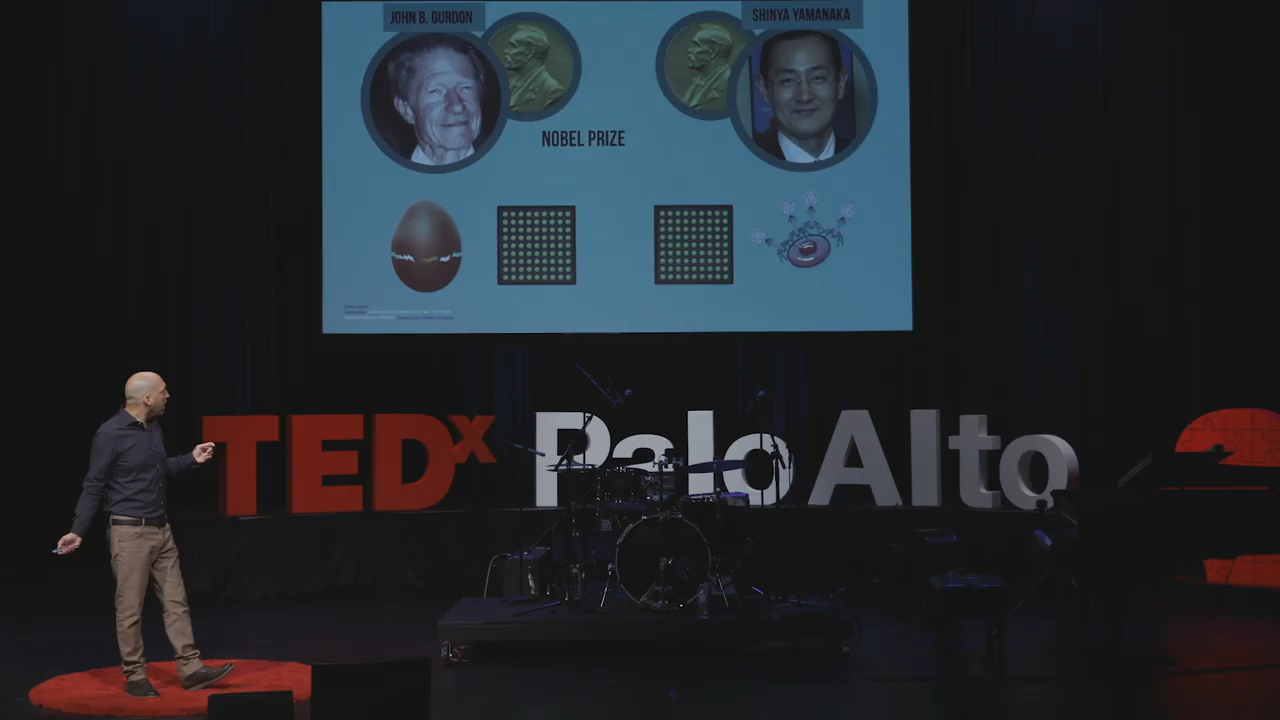 JOHN B. GURDON
SHINYA YAMANAKA
NOBEL PRIZE
TEDx Palo Alto